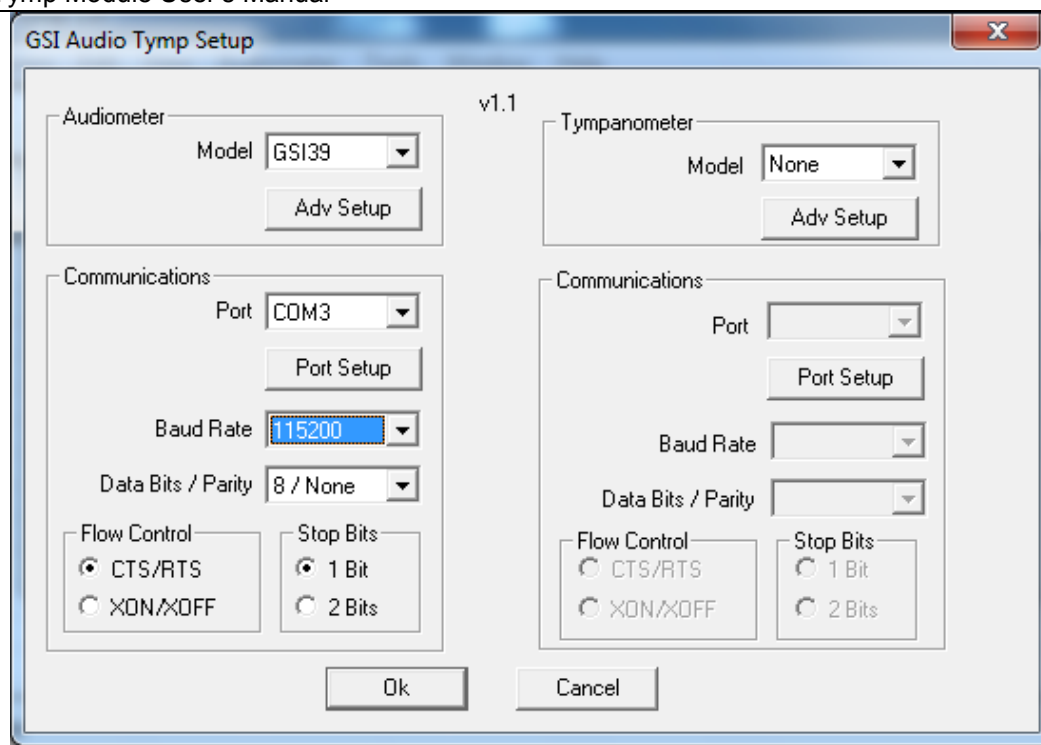 Tymp Module User's Manual
GSI Audio Tymp Setup
v1.1
Audiometer
Model GSI39
Adv Setup
Communications
Port COM3
Port Setup
Baud Rate 115200
Data Bits / Parity 8 / None
Flow Control
CTS/RTS
XON/XOFF
Stop Bits
1 Bit
2 Bits
Tympanometer
Model None
Adv Setup
Communications
Port
Port Setup
Baud Rate
Data Bits / Parity
Flow Control
CTS/RTS
XON/XOFF
Stop Bits
1 Bit
2 Bits
Ok
Cancel